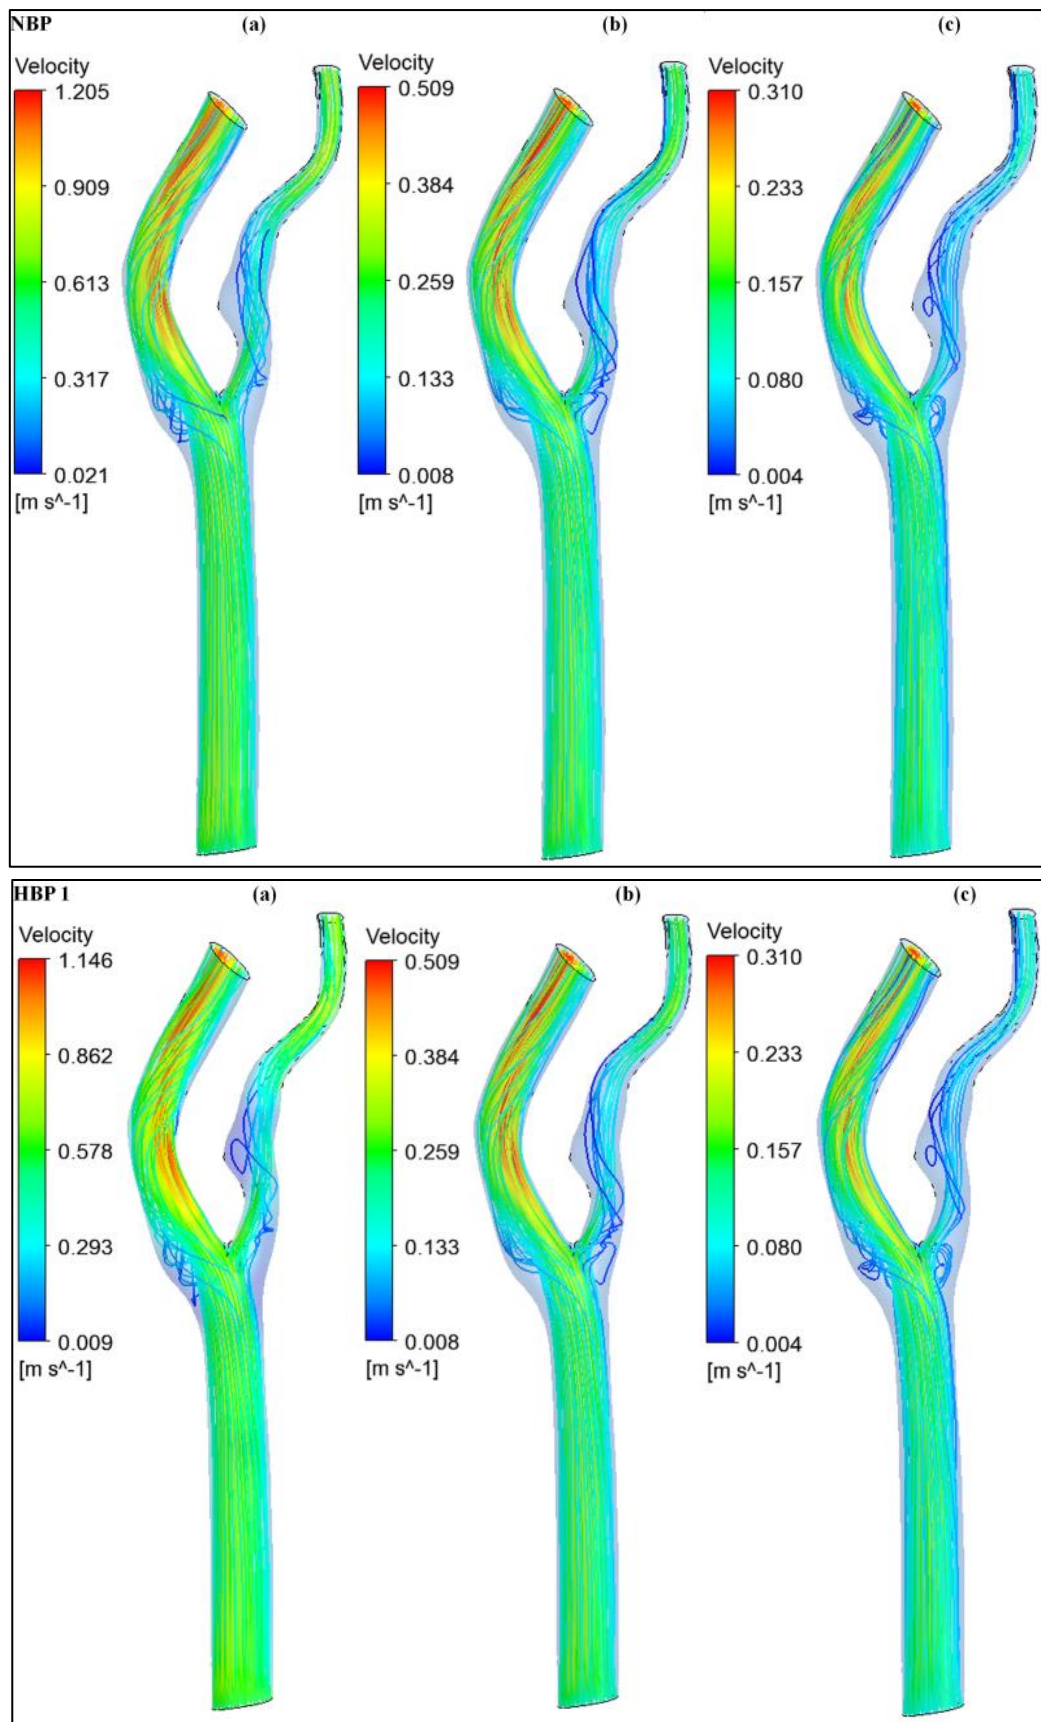 NBP
(a)
(b)
(c)
Velocity
1.205
0.909
0.613
0.317
0.021
[m s^-1]
Velocity
0.509
0.384
0.259
0.133
0.008
[m s^-1]
Velocity
0.310
0.233
0.157
0.080
0.004
[m s^-1]
HBP 1
(a)
(b)
(c)
Velocity
1.146
0.862
0.578
0.293
0.009
[m s^-1]
Velocity
0.509
0.384
0.259
0.133
0.008
[m s^-1]
Velocity
0.310
0.233
0.157
0.080
0.004
[m s^-1]